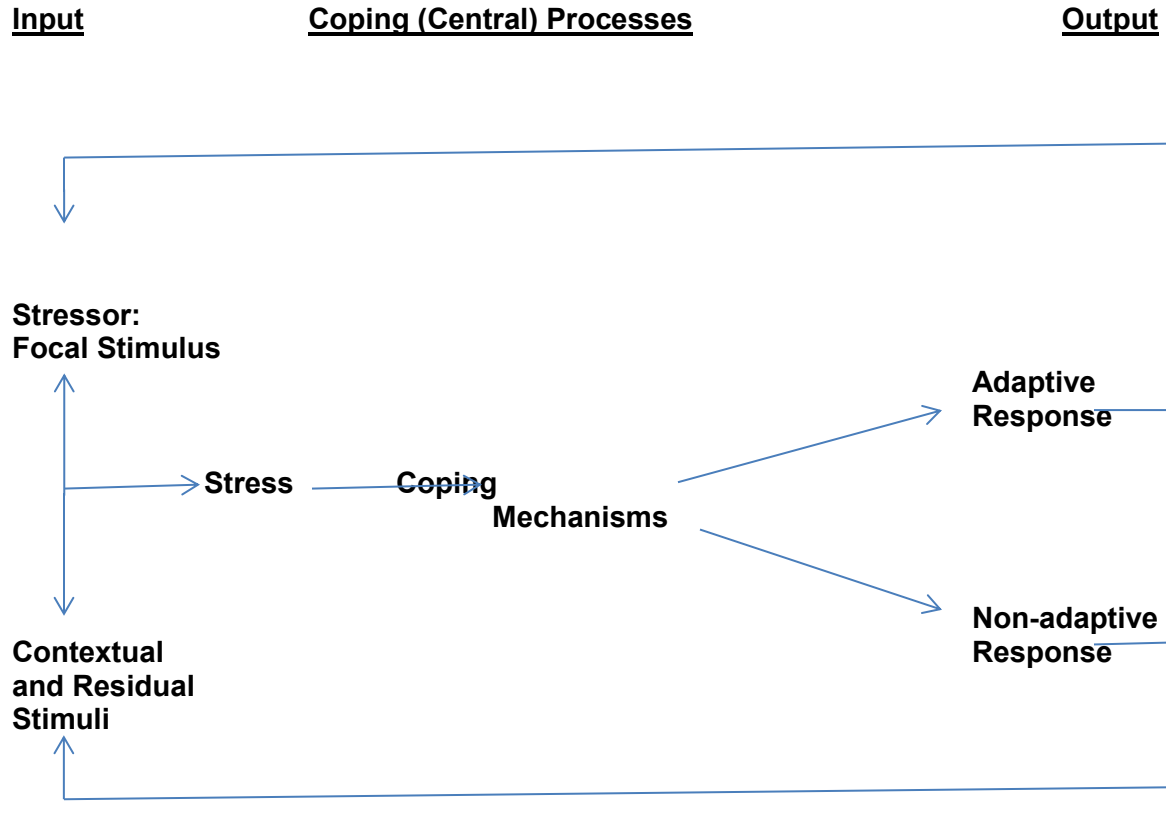 Input
Coping (Central) Processes
Output
Stressor:
Focal Stimulus
Adaptive
Response
Stress
Coping
Mechanisms
Non-adaptive
Response
Contextual
and Residual
Stimuli